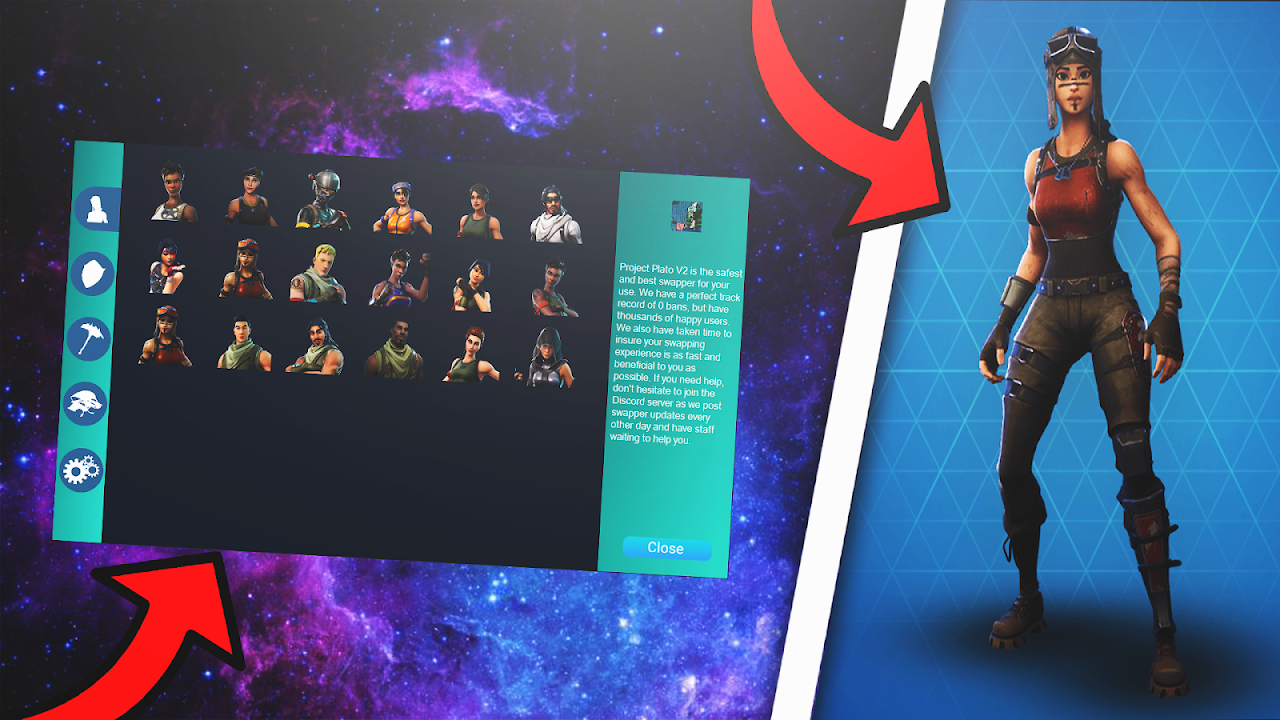 Project Plato V2 is the safest
and best swapper for your
use. We have a perfect track
record of 0 bans, but have
thousands of happy users.
We also have taken time to
insure your swapping
experience is as fast and
beneficial to you as
possible. If you need help,
don't hesitate to join the
Discord server as we post
swapper updates every
other day and have staff
waiting to help you.
Close